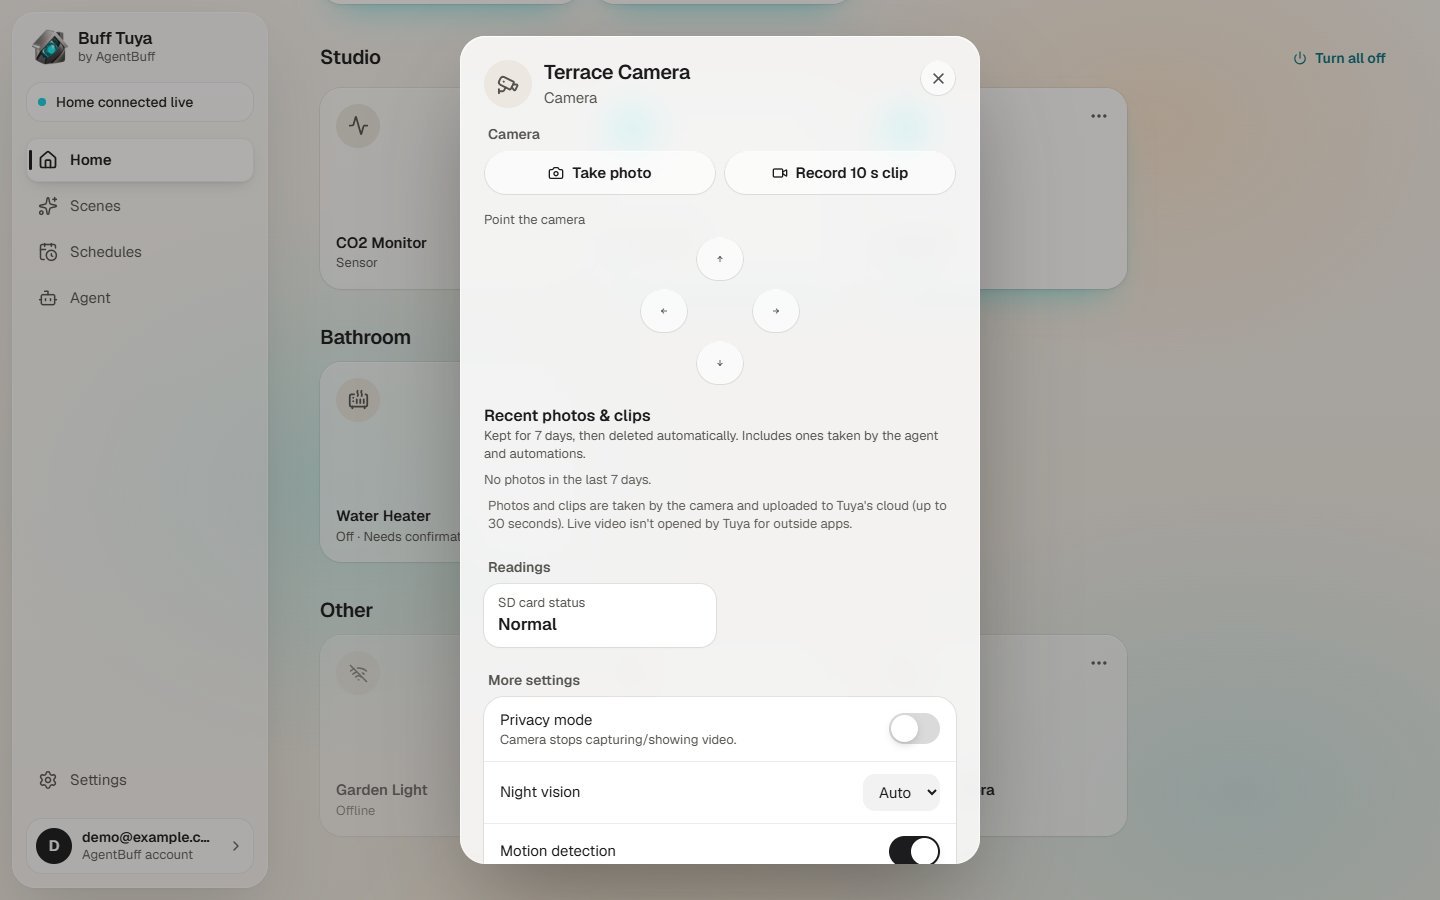 Buff Tuya
by AgentBuff
Home connected live
Home
Scenes
Schedules
Agent
Settings
D
demo@example.c...
AgentBuff account
Studio
Turn all off
CO2 Monitor
Sensor
Bathroom
Water Heater
Off · Needs confirmat
Other
Garden Light
Offline
ra
Terrace Camera
Camera
Camera
Take photo
Record 10 s clip
Point the camera
Recent photos & clips
Kept for 7 days, then deleted automatically. Includes ones taken by the agent
and automations.
No photos in the last 7 days.
Photos and clips are taken by the camera and uploaded to Tuya's cloud (up to
30 seconds). Live video isn't opened by Tuya for outside apps.
Readings
SD card status
Normal
More settings
Privacy mode
Camera stops capturing/showing video.
Night vision
Auto
Motion detection